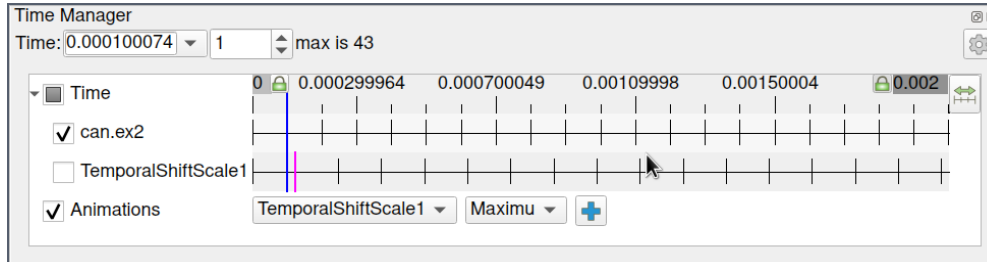 Time Manager
Time: 0.000100074 1 max is 43
Time 0 0.000299964 0.000700049 0.00109998 0.00150004 0.002
can.ex2
TemporalShiftScale1
Animations TemporalShiftScale1 Maximu